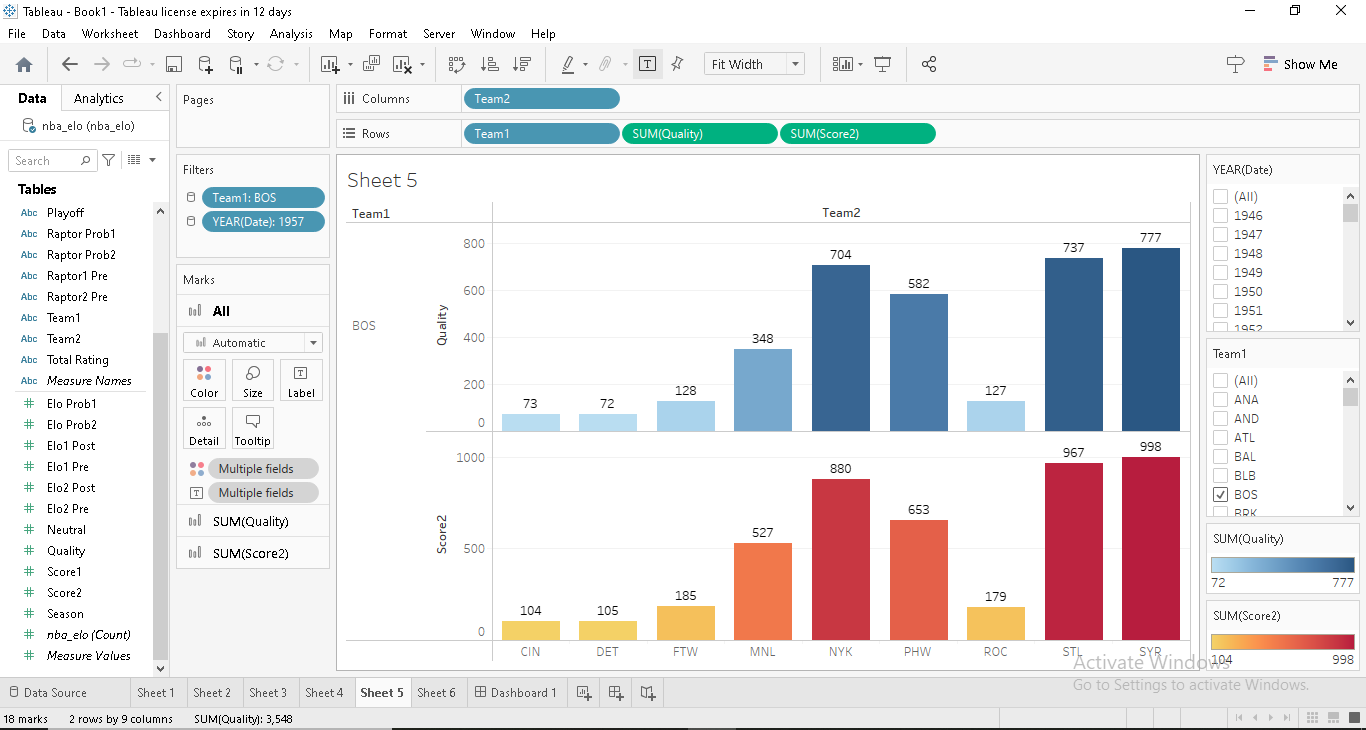 Tableau - Book1 - Tableau license expires in 12 days
File Data Worksheet Dashboard Story Analysis Map Format Server Window Help
Fit Width
Show Me
Data Analytics
nba_elo (nba_elo)
Search
Tables
Abc Playoff
Abc Raptor Prob1
Abc Raptor Prob2
Abc Raptor1 Pre
Abc Raptor2 Pre
Abc Team1
Abc Team2
Abc Total Rating
Abc Measure Names
# Elo Prob1
# Elo Prob2
# Elo1 Post
# Elo1 Pre
# Elo2 Post
# Elo2 Pre
# Neutral
# Quality
# Score1
# Score2
# Season
# nba_elo (Count)
# Measure Values
Pages
Filters
Team1: BOS
YEAR(Date): 1957
Marks
All
Automatic
Color Size Label
Detail Tooltip
Multiple fields
Multiple fields
SUM(Quality)
SUM(Score2)
Columns Team2
Rows Team1 SUM(Quality) SUM(Score2)
Sheet 5
Team1 Team2
BOS
Quality
800
600
400
200
0
73 72 128 348 704 582 127 737 777
Score2
1000
500
0
104 105 185 527 880 653 179 967 998
CIN DET FTW MNL NYK PHW ROC STL SYR
YEAR(Date)
(All)
1946
1947
1948
1949
1950
1951
1952
Team1
(All)
ANA
AND
ATL
BAL
BLB
BOS
BRK
SUM(Quality)
72 777
SUM(Score2)
104 998
Activate Windows
Go to Settings to activate Windows.
Data Source Sheet 1 Sheet 2 Sheet 3 Sheet 4 Sheet 5 Sheet 6 Dashboard 1
18 marks 2 rows by 9 columns SUM(Quality): 3,548